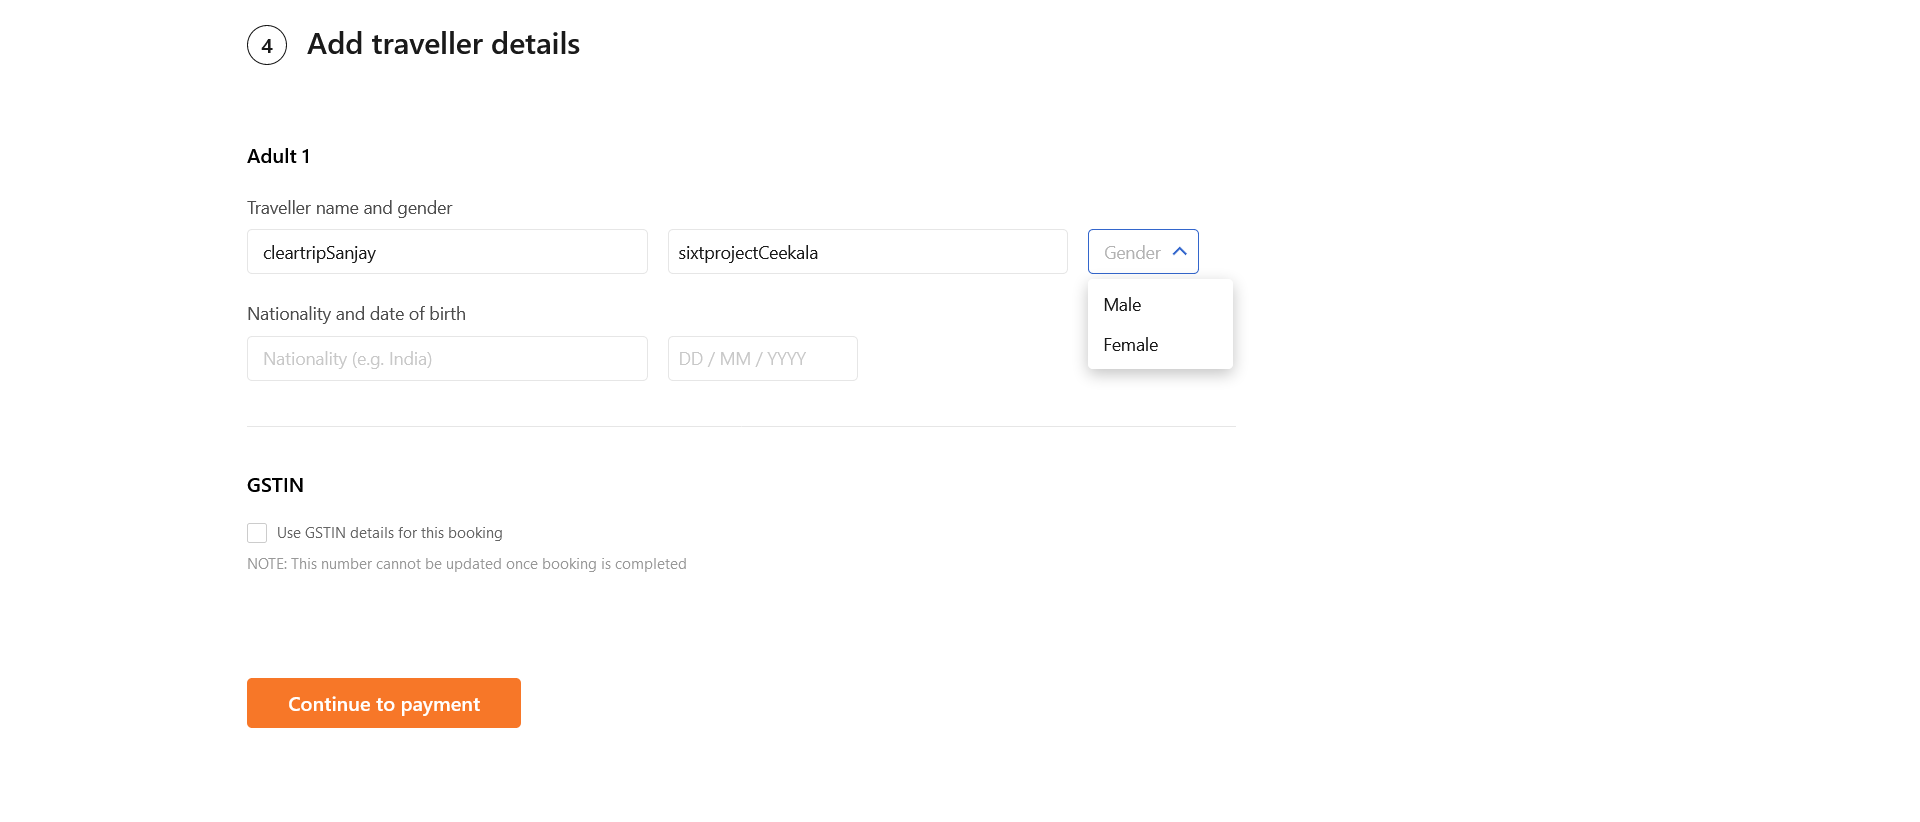 4 Add traveller details
Adult 1
Traveller name and gender
cleartripSanjay sixtprojectCeekala Gender
Male
Female
Nationality and date of birth
Nationality (e.g. India) DD / MM / YYYY
GSTIN
Use GSTIN details for this booking
NOTE: This number cannot be updated once booking is completed
Continue to payment